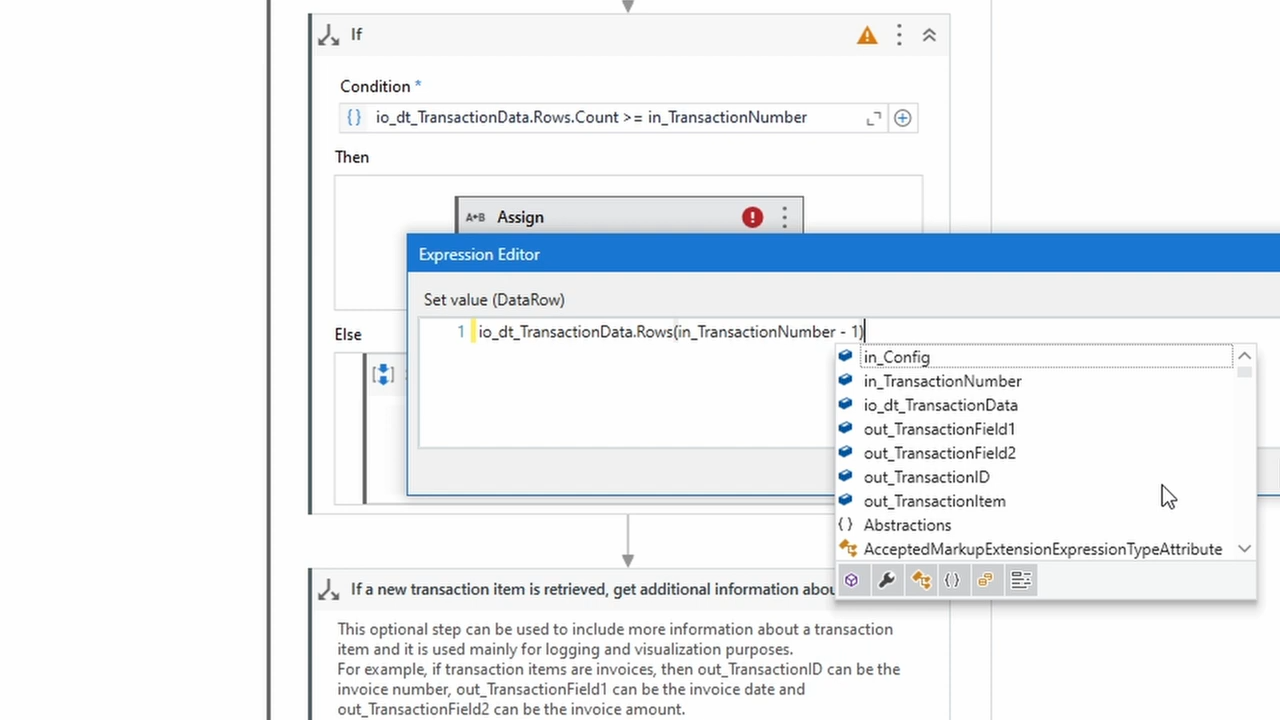 If
Condition *
{} io_dt_TransactionData.Rows.Count >= in_TransactionNumber
Then
A+B Assign
Expression Editor
Set value (DataRow)
1 io_dt_TransactionData.Rows(in_TransactionNumber - 1)
Else
in_Config
in_TransactionNumber
io_dt_TransactionData
out_TransactionField1
out_TransactionField2
out_TransactionID
out_TransactionItem
{} Abstractions
AcceptedMarkupExtensionExpressionTypeAttribute
{}
If a new transaction item is retrieved, get additional information
This optional step can be used to include more information about a transaction
item and it is used mainly for logging and visualization purposes.
For example, if transaction items are invoices, then out_TransactionID can be the
invoice number, out_TransactionField1 can be the invoice date and
out_TransactionField2 can be the invoice amount.